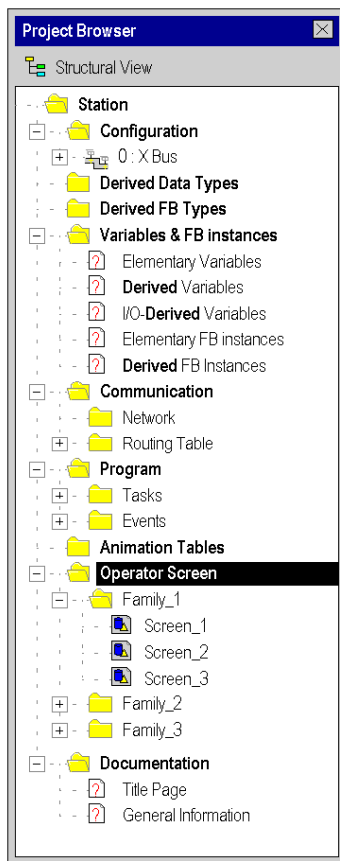 Project Browser
Structural View
Station
Configuration
0 : X Bus
Derived Data Types
Derived FB Types
Variables & FB instances
Elementary Variables
Derived Variables
I/O-Derived Variables
Elementary FB instances
Derived FB Instances
Communication
Network
Routing Table
Program
Tasks
Events
Animation Tables
Operator Screen
Family_1
Screen_1
Screen_2
Screen_3
Family_2
Family_3
Documentation
Title Page
General Information